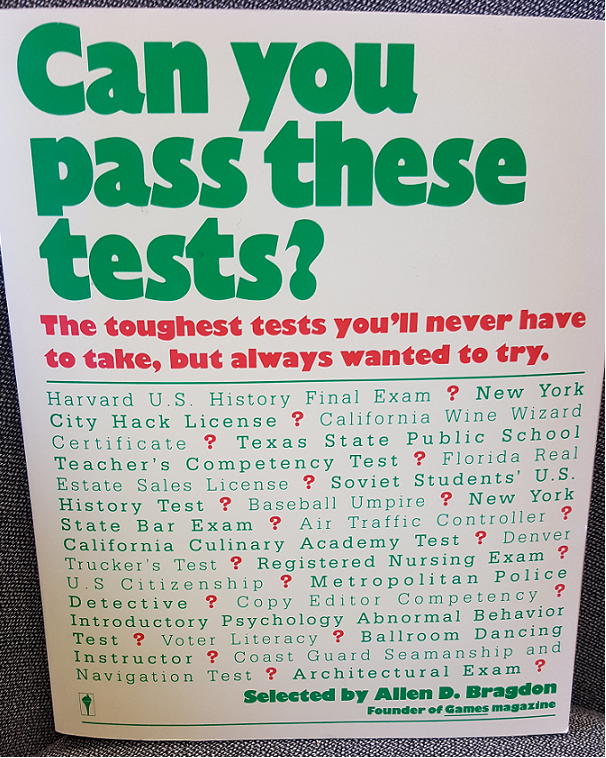 Can you
pass these
tests?
The toughest tests you'll never have
to take, but always wanted to try.
Harvard U.S. History Final Exam ? New York
City Hack License ? California Wine Wizard
Certificate ? Texas State Public School
Teacher's Competency Test ? Florida Real
Estate Sales License ? Soviet Students' U.S.
History Test ? Baseball Umpire ? New York
State Bar Exam ? Air Traffic Controller ?
California Culinary Academy Test ? Denver
Trucker's Test ? Registered Nursing Exam ?
U.S Citizenship ? Metropolitan Police
Detective ? Copy Editor Competency ?
Introductory Psychology Abnormal Behavior
Test ? Voter Literacy ? Ballroom Dancing
Instructor ? Coast Guard Seamanship and
Navigation Test ? Architectural Exam ?
Selected by Allen D. Bragdon
Founder of Games magazine